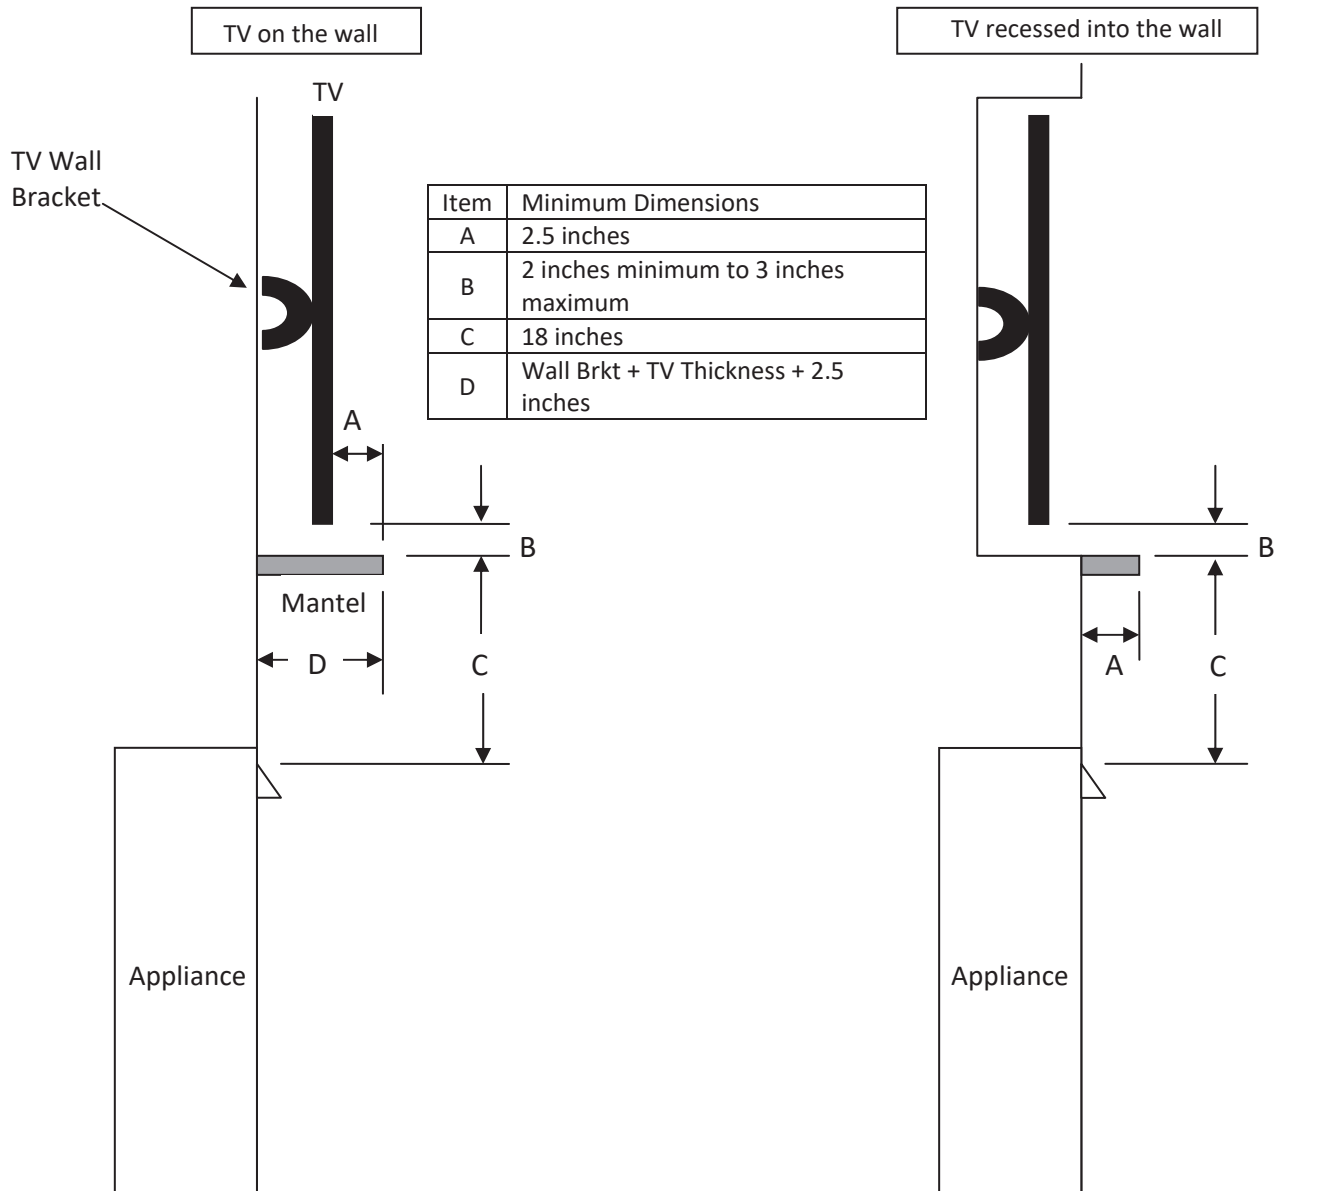 TV on the wall
TV recessed into the wall
TV
TV Wall
Bracket
Item Minimum Dimensions
A 2.5 inches
B 2 inches minimum to 3 inches
maximum
C 18 inches
D Wall Brkt + TV Thickness + 2.5
inches
A
B
Mantel
D
C
Appliance
B
A
C
Appliance